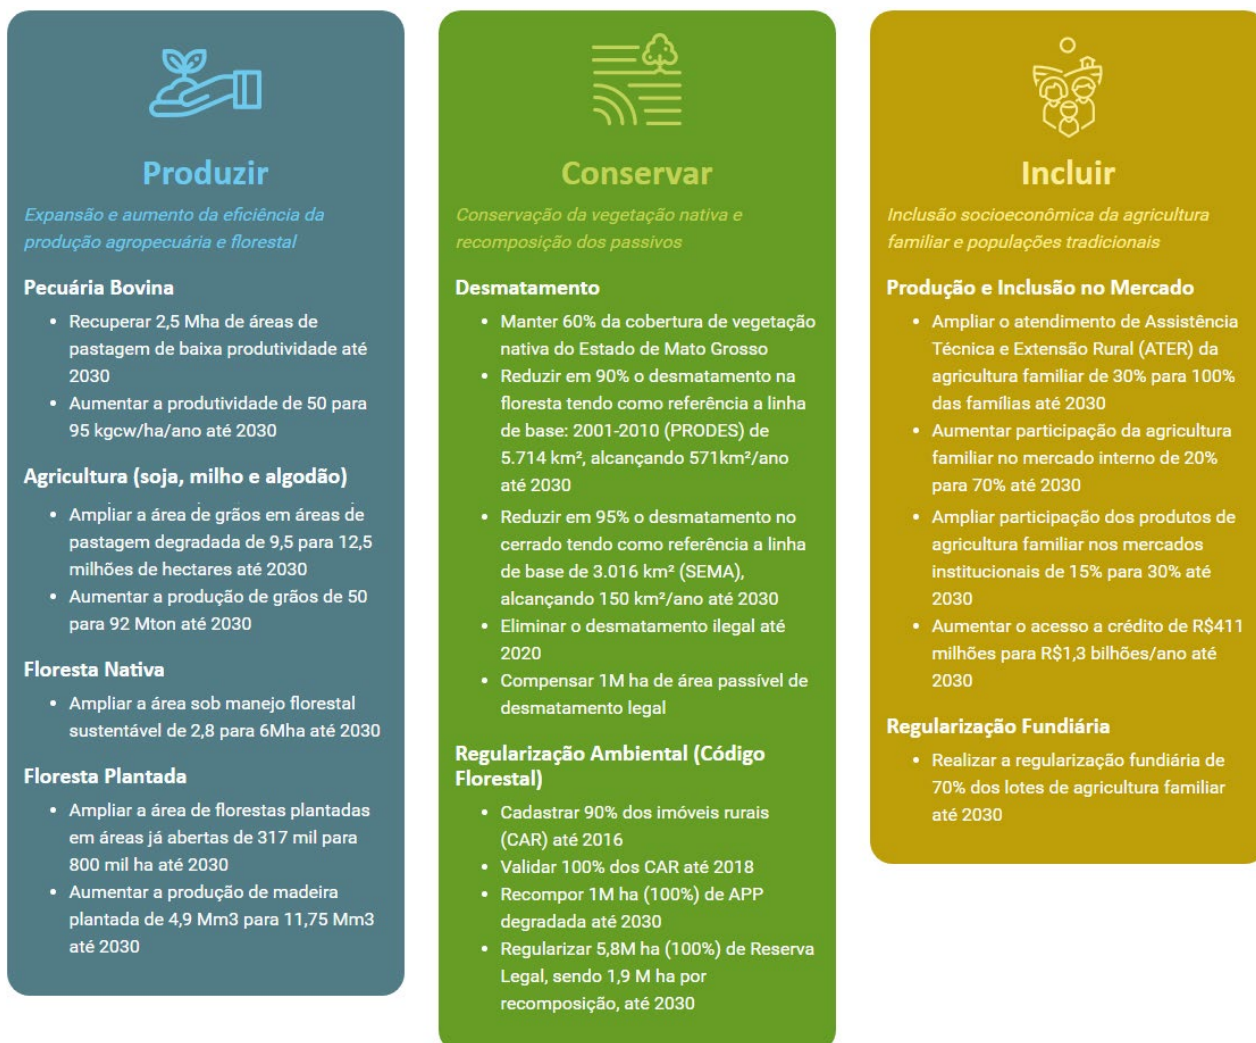 Produzir
Expansão e aumento da eficiência da
produção agropecuária e florestal
Pecuária Bovina
• Recuperar 2,5 Mha de áreas de
pastagem de baixa produtividade até
2030
• Aumentar a produtividade de 50 para
95 kgcw/ha/ano até 2030
Agricultura (soja, milho e algodão)
• Ampliar a área de grãos em áreas de
pastagem degradada de 9,5 para 12,5
milhões de hectares até 2030
• Aumentar a produção de grãos de 50
para 92 Mton até 2030
Floresta Nativa
• Ampliar a área sob manejo florestal
sustentável de 2,8 para 6Mha até 2030
Floresta Plantada
• Ampliar a área de florestas plantadas
em áreas já abertas de 317 mil para
800 mil ha até 2030
• Aumentar a produção de madeira
plantada de 4,9 Mm3 para 11,75 Mm3
até 2030
Conservar
Conservação da vegetação nativa e
recomposição dos passivos
Desmatamento
• Manter 60% da cobertura de vegetação
nativa do Estado de Mato Grosso
• Reduzir em 90% o desmatamento na
floresta tendo como referência a linha
de base: 2001-2010 (PRODES) de
5.714 km², alcançando 571km²/ano
até 2030
• Reduzir em 95% o desmatamento no
cerrado tendo como referência a linha
de base de 3.016 km² (SEMA),
alcançando 150 km²/ano até 2030
• Eliminar o desmatamento ilegal até
2020
• Compensar 1M ha de área passível de
desmatamento legal
Regularização Ambiental (Código
Florestal)
• Cadastrar 90% dos imóveis rurais
(CAR) até 2016
• Validar 100% dos CAR até 2018
• Recompor 1M ha (100%) de APP
degradada até 2030
• Regularizar 5,8M ha (100%) de Reserva
Legal, sendo 1,9 M ha por
recomposição, até 2030
Incluir
Inclusão socioeconômica da agricultura
familiar e populações tradicionais
Produção e Inclusão no Mercado
• Ampliar o atendimento de Assistência
Técnica e Extensão Rural (ATER) da
agricultura familiar de 30% para 100%
das famílias até 2030
• Aumentar participação da agricultura
familiar no mercado interno de 20%
para 70% até 2030
• Ampliar participação dos produtos de
agricultura familiar nos mercados
institucionais de 15% para 30% até
2030
• Aumentar o acesso a crédito de R$411
milhões para R$1,3 bilhões/ano até
2030
Regularização Fundiária
• Realizar a regularização fundiária de
70% dos lotes de agricultura familiar
até 2030